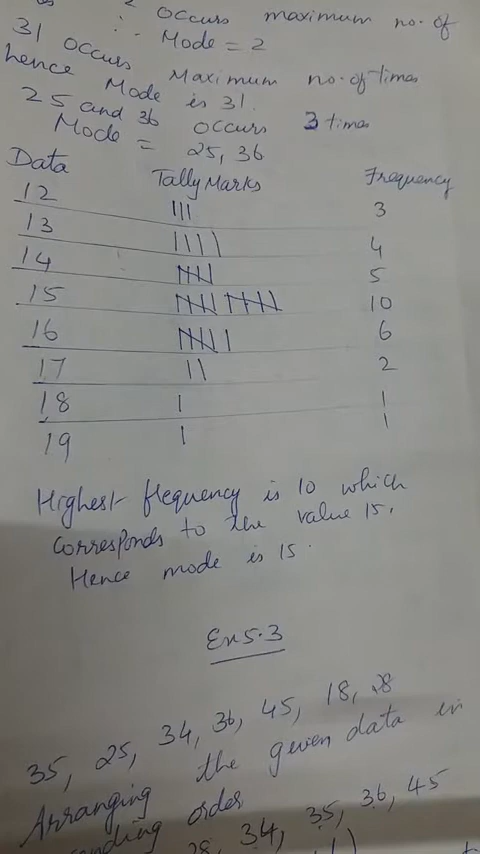 2 occurs maximum no. of
∴ Mode = 2
31 occurs Maximum no. of times
hence Mode is 31.
25 and 36 occurs 3 times
Mode = 25, 36
Data Tally Marks Frequency
12 ||| 3
13 |||| 4
14 𝍸 5
15 𝍸 𝍸 10
16 𝍸 | 6
17 || 2
18 | 1
19 | 1
Highest frequency is 10 which
corresponds to the value 15.
Hence mode is 15.
Ex 5.3
35, 25, 34, 36, 45, 18, 28
Arranging the given data in
order
28, 34, 35, 36, 45